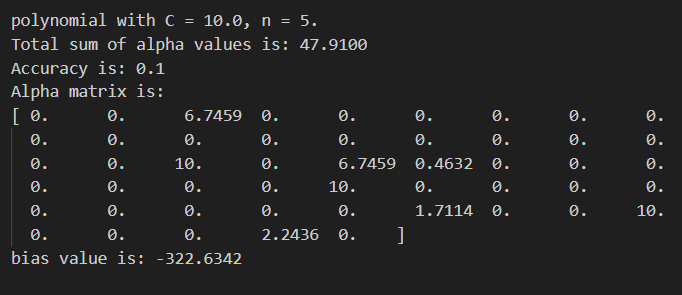 polynomial with C = 10.0, n = 5.
Total sum of alpha values is: 47.9100
Accuracy is: 0.1
Alpha matrix is:
[ 0.      0.      6.7459  0.      0.      0.      0.      0.      0.
  0.      0.      0.      0.      0.      0.      0.      0.      0.
  0.      0.     10.      0.      6.7459  0.4632  0.      0.      0.
  0.      0.      0.      0.     10.      0.      0.      0.      0.
  0.      0.      0.      0.      0.      1.7114  0.      0.     10.
  0.      0.      0.      2.2436  0.    ]
bias value is: -322.6342